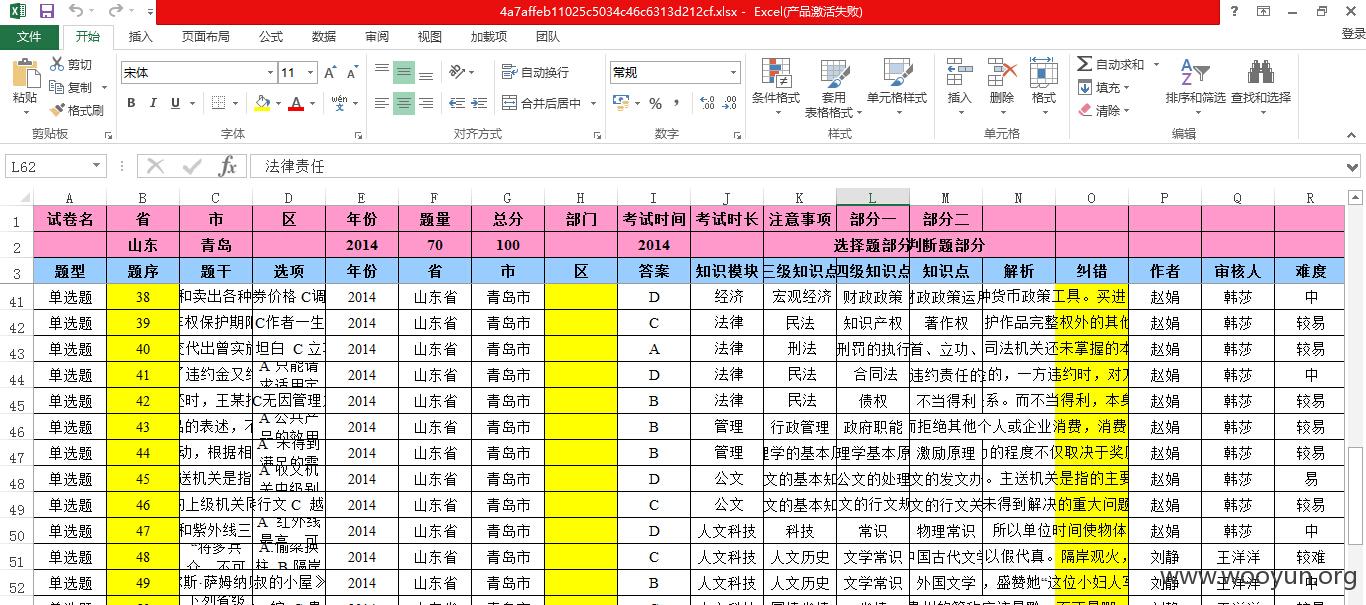 4a7affeb11025c5034c46c6313d212cf.xlsx - Excel(产品激活失败)
文件 开始 插入 页面布局 公式 数据 审阅 视图 加载项 团队 登录
剪切 宋体 11 自动换行 常规 自动求和
粘贴 复制 条件格式 套用 表格格式 单元格样式 插入 删除 格式 填充 排序和筛选 查找和选择
格式刷 B I U 合并后居中 % 清除
剪贴板 字体 对齐方式 数字 样式 单元格 编辑
L62 fx 法律责任
A B C D E F G H I J K L M N O P Q R
1 试卷名 省 市 区 年份 题量 总分 部门 考试时间 考试时长 注意事项 部分一 部分二
2 山东 青岛 2014 70 100 2014 选择题部分 判断题部分
3 题型 题序 题干 选项 年份 省 市 区 答案 知识模块 三级知识点 四级知识点 知识点 解析 纠错 作者 审核人 难度
41 单选题 38 和卖出各种 券价格 C调 2014 山东省 青岛市 D 经济 宏观经济 财政政策 财政政策运用 种货币政策工具。买进 赵娟 韩莎 中
42 单选题 39 权保护期限 C作者一生 2014 山东省 青岛市 C 法律 民法 知识产权 著作权 护作品完整权外的其他 赵娟 韩莎 较易
43 单选题 40 交代出曾实施 坦白 C 立功 2014 山东省 青岛市 A 法律 刑法 刑罚的执行 首、立功、 司法机关还未掌握的本 赵娟 韩莎 较易
44 单选题 41 违约金又约 A 只能请 求适用定 2014 山东省 青岛市 D 法律 民法 合同法 违约责任的 的，一方违约时，对方 赵娟 韩莎 中
45 单选题 42 还时，王某拒 C无因管理 2014 山东省 青岛市 B 法律 民法 债权 不当得利 系。而不当得利，本身 赵娟 韩莎 较易
46 单选题 43 的表述，不 A 公共产 品的效用 2014 山东省 青岛市 B 管理 行政管理 政府职能 而拒绝其他个人或企业消费，消费 赵娟 韩莎 较易
47 单选题 44 动，根据相 A 未得到 满足的需 2014 山东省 青岛市 B 管理 管理学的基本原 管理学基本原 激励原理 力的程度不仅取决于奖励 赵娟 韩莎 较易
48 单选题 45 送机关是指 A 收文机 关中级别 2014 山东省 青岛市 D 公文 公文的基本知 公文的处理 文的发文办 。主送机关是指的主要 赵娟 韩莎 易
49 单选题 46 的上级机关同 行文 C 越 2014 山东省 青岛市 C 公文 公文的基本知 文的行文规 文的行文关 未得到解决的重大问题 赵娟 韩莎 较易
50 单选题 47 和紫外线三 A 红外线 最高，可 2014 山东省 青岛市 D 人文科技 科技 常识 物理常识 所以单位时间使物体 赵娟 韩莎 中
51 单选题 48 “将多兵 众，不可 A.偷梁换 柱 B.隔岸 2014 山东省 青岛市 C 人文科技 人文历史 文学常识 中国古代文学 以假代真。隔岸观火， 刘静 王洋洋 较难
52 单选题 49 尔斯·萨姆纳 叔的小屋》 2014 山东省 青岛市 B 人文科技 人文历史 文学常识 外国文学 ，盛赞她“这位小妇人写 刘静 王洋洋 中
www.wooyun.org